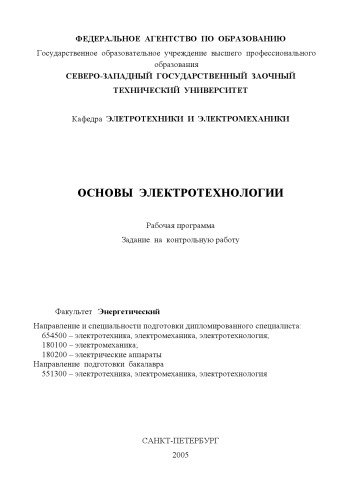 ФЕДЕРАЛЬНОЕ АГЕНТСТВО ПО ОБРАЗОВАНИЮ
Государственное образовательное учреждение высшего профессионального
образования
СЕВЕРО-ЗАПАДНЫЙ ГОСУДАРСТВЕННЫЙ ЗАОЧНЫЙ
ТЕХНИЧЕСКИЙ УНИВЕРСИТЕТ
Кафедра ЭЛЕТРОТЕХНИКИ И ЭЛЕКТРОМЕХАНИКИ
ОСНОВЫ ЭЛЕКТРОТЕХНОЛОГИИ
Рабочая программа
Задание на контрольную работу
Факультет Энергетический
Направление и специальности подготовки дипломированного специалиста:
654500 – электротехника, электромеханика, электротехнология;
180100 – электромеханика;
180200 – электрические аппараты
Направление подготовки бакалавра
551300 – электротехника, электромеханика, электротехнология
САНКТ-ПЕТЕРБУРГ
2005